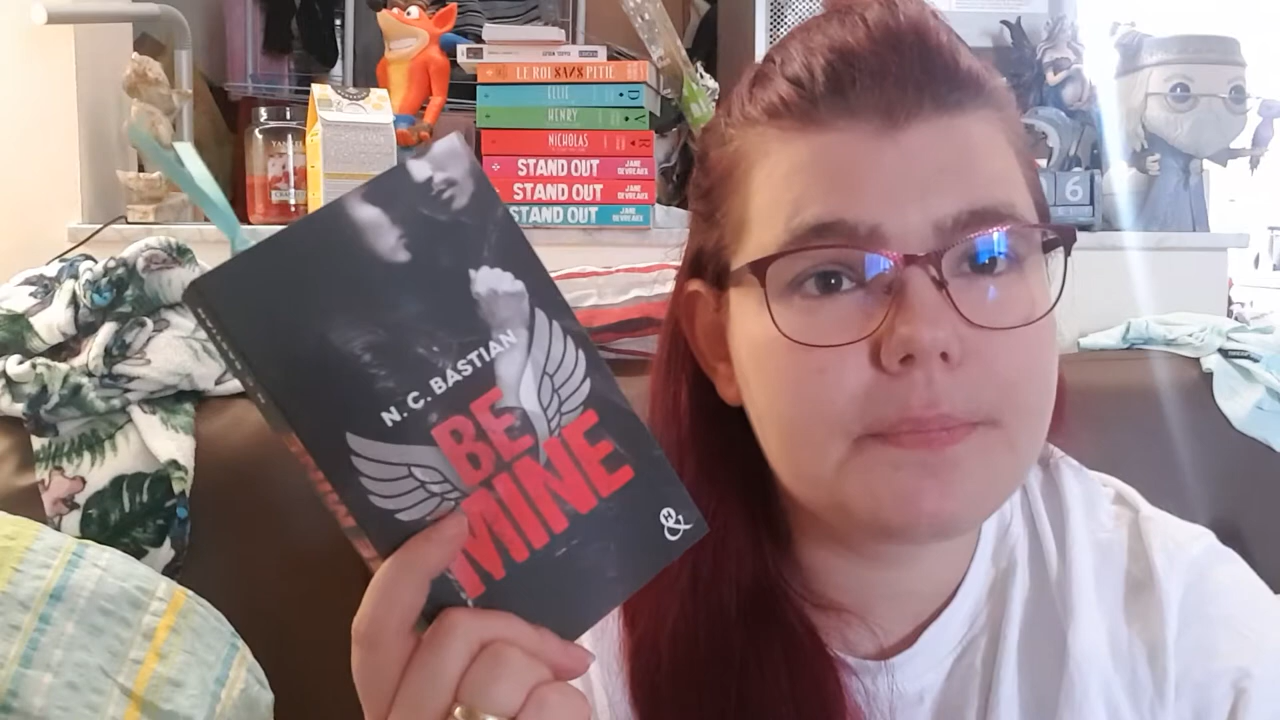 LE ROI SANS PITIE
ELLIE
D
HENRY
V
NICHOLAS
R
STAND OUT
JANE
DEVREAUX
STAND OUT
JANE
DEVREAUX
STAND OUT
JANE
DEVREAUX
6
N. C. BASTIAN
BE
MINE
H
&